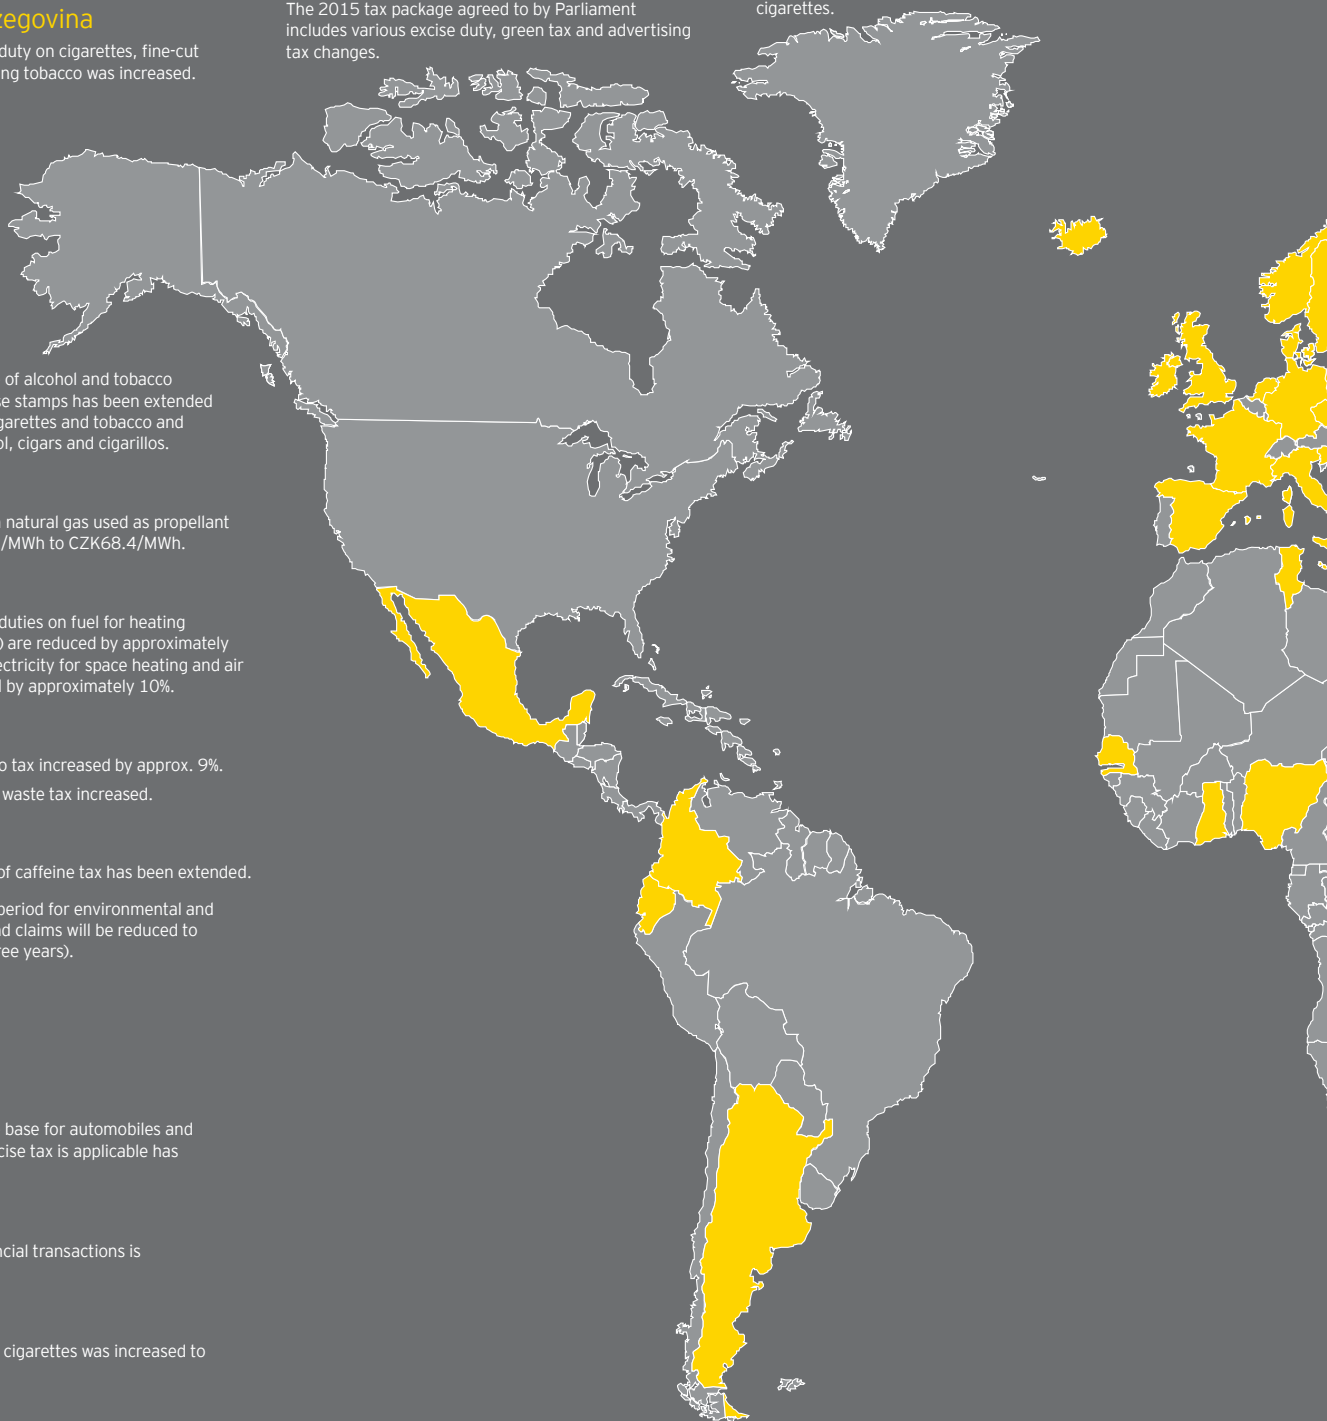 zegovina
duty on cigarettes, fine-cut
ing tobacco was increased.
of alcohol and tobacco
se stamps has been extended
garettes and tobacco and
ol, cigars and cigarillos.
n natural gas used as propellant
/MWh to CZK68.4/MWh.
duties on fuel for heating
) are reduced by approximately
ectricity for space heating and air
d by approximately 10%.
o tax increased by approx. 9%.
waste tax increased.
of caffeine tax has been extended.
period for environmental and
nd claims will be reduced to
ree years).
base for automobiles and
cise tax is applicable has
ncial transactions is
cigarettes was increased to
The 2015 tax package agreed to by Parliament
includes various excise duty, green tax and advertising
tax changes.
cigarettes.